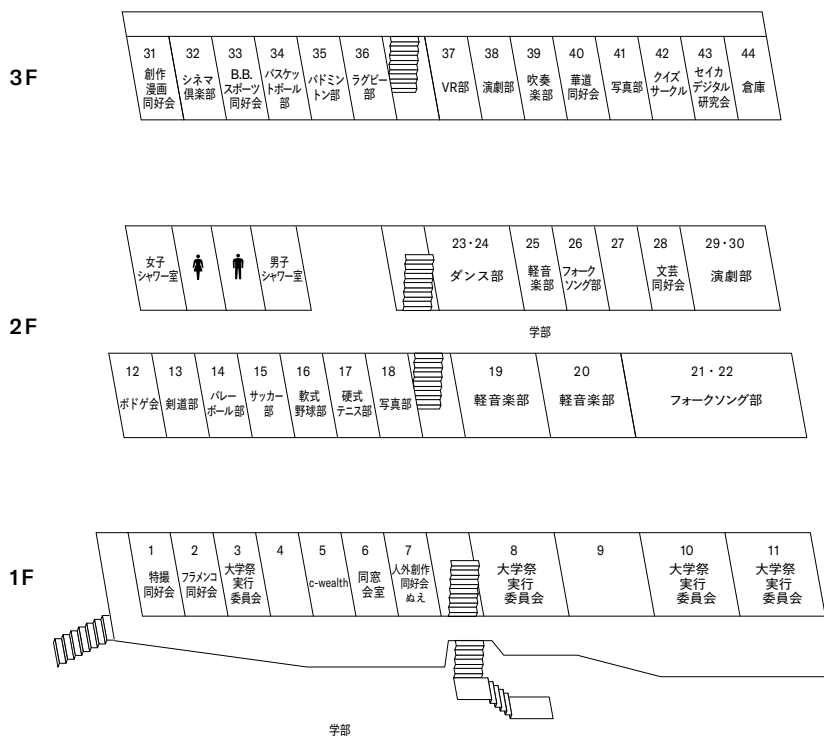 3F
31
創作
漫画
同好会
32
シネマ
倶楽部
33
B.B.
スポーツ
同好会
34
バスケッ
トボール
部
35
バドミン
トン部
36
ラグビー
部
37
VR部
38
演劇部
39
吹奏
楽部
40
華道
同好会
41
写真部
42
クイズ
サークル
43
セイカ
デジタル
研究会
44
倉庫
2F
女子
シャワー室
男子
シャワー室
23・24
ダンス部
25
軽音
楽部
26
フォーク
ソング部
27
28
文芸
同好会
29・30
演劇部
学部
12
ボドゲ会
13
剣道部
14
バレー
ボール部
15
サッカー
部
16
軟式
野球部
17
硬式
テニス部
18
写真部
19
軽音楽部
20
軽音楽部
21・22
フォークソング部
1F
1
特撮
同好会
2
フラメンコ
同好会
3
大学祭
実行
委員会
4
5
c-wealth
6
同窓
会室
7
人外創作
同好会
ぬえ
8
大学祭
実行
委員会
9
10
大学祭
実行
委員会
11
大学祭
実行
委員会
学部